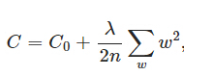 C = C₀ + λ/2n ∑_w w²,